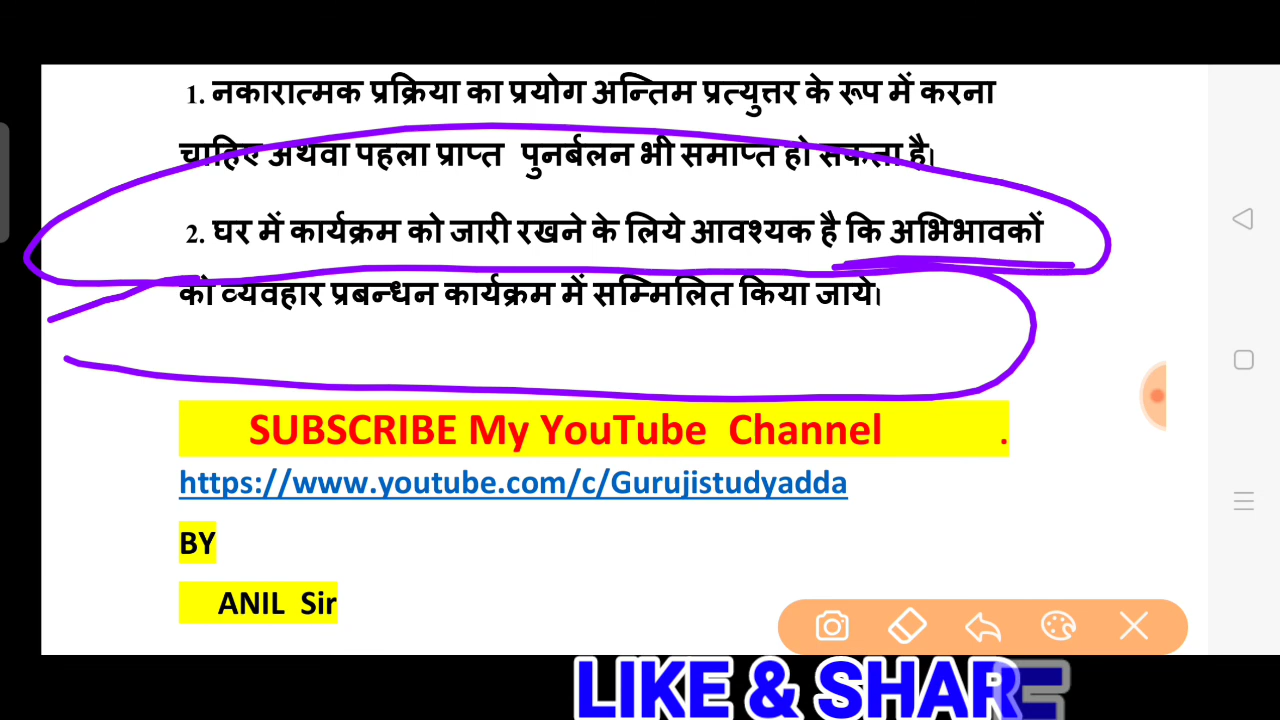 1. नकारात्मक प्रक्रिया का प्रयोग अन्तिम प्रत्युत्तर के रूप में करना
चाहिए अथवा पहला प्राप्त पुनर्बलन भी समाप्त हो सकता है।
2. घर में कार्यक्रम को जारी रखने के लिये आवश्यक है कि अभिभावकों
को व्यवहार प्रबन्धन कार्यक्रम में सम्मिलित किया जाये।
SUBSCRIBE My YouTube Channel .
https://www.youtube.com/c/Gurujistudyadda
BY
ANIL Sir
LIKE & SHARE